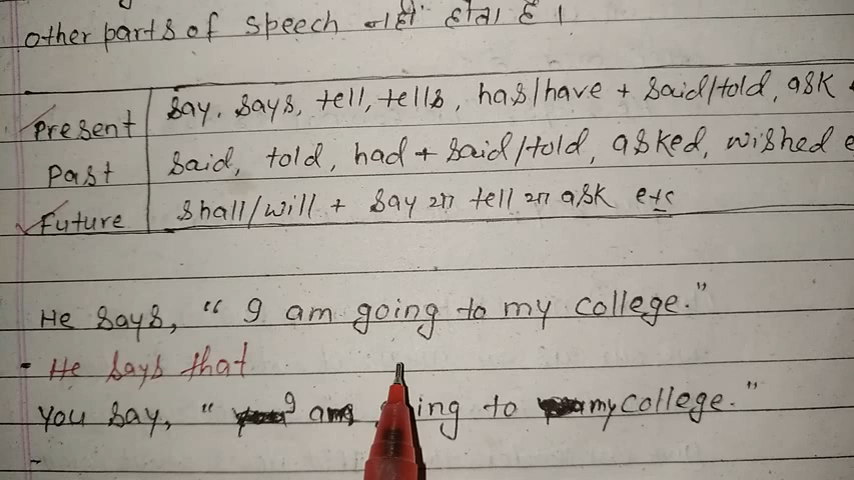 other parts of speech नही होता है।
Present say, says, tell, tells, has/have + said/told, ask
Past said, told, had + said/told, asked, wished e
Future shall/will + say या tell या ask etc
He says, “ I am going to my college.”
- He says that
You say, “ I am ing to my college.”